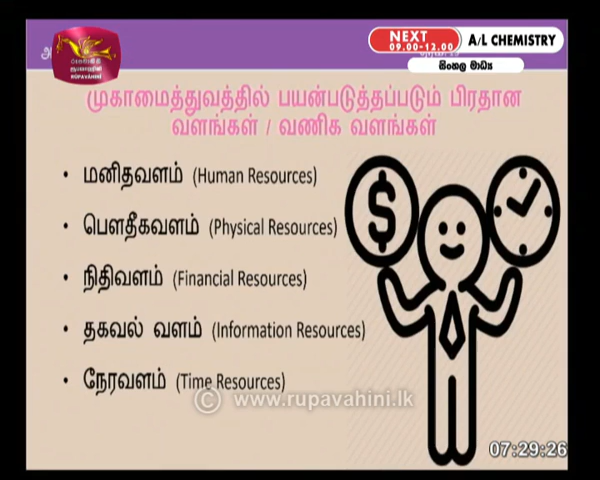 NEXT
09.00-12.00
A/L CHEMISTRY
සිංහල මාධ්‍ය
RUPAVAHINI
முகாமைத்துவத்தில் பயன்படுத்தப்படும் பிரதான
வளங்கள் / வணிக வளங்கள்
• மனிதவளம் (Human Resources)
• பௌதீகவளம் (Physical Resources)
• நிதிவளம் (Financial Resources)
• தகவல் வளம் (Information Resources)
• நேரவளம் (Time Resources)
© www.rupavahini.lk
07:29:26